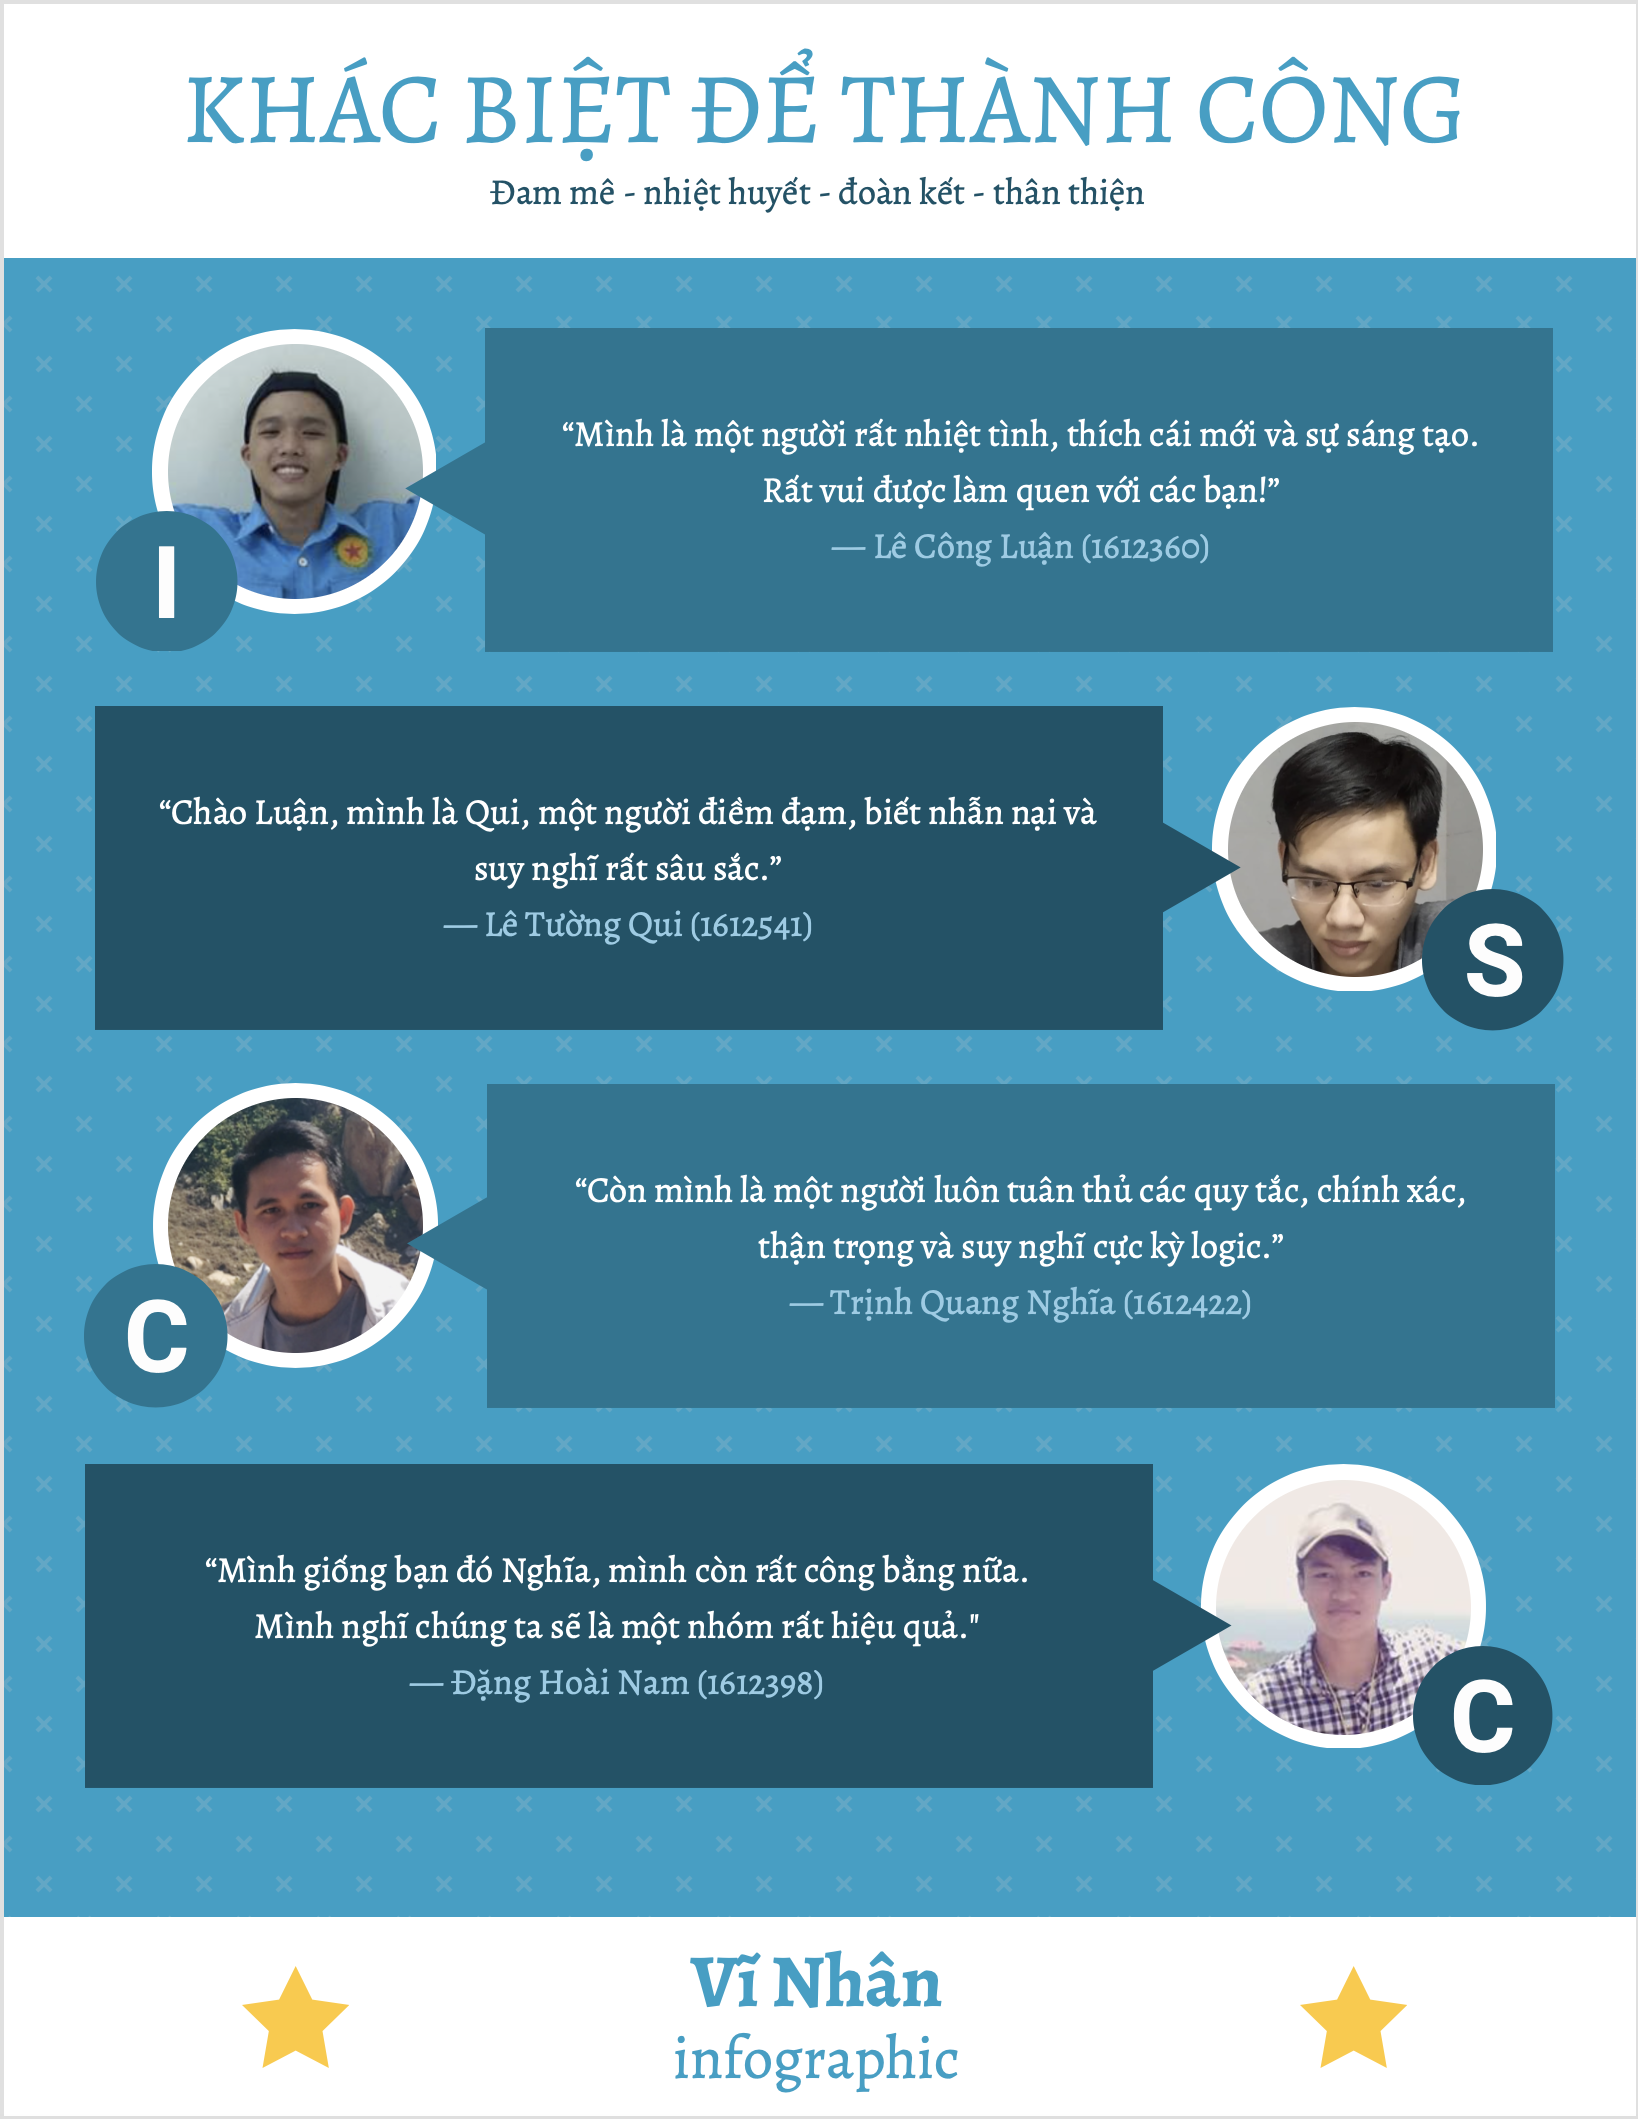 KHÁC BIỆT ĐỂ THÀNH CÔNG
Đam mê - nhiệt huyết - đoàn kết - thân thiện
“Mình là một người rất nhiệt tình, thích cái mới và sự sáng tạo.
Rất vui được làm quen với các bạn!”
— Lê Công Luận (1612360)
I
“Chào Luận, mình là Qui, một người điềm đạm, biết nhẫn nại và
suy nghĩ rất sâu sắc.”
— Lê Tường Qui (1612541)
S
“Còn mình là một người luôn tuân thủ các quy tắc, chính xác,
thận trọng và suy nghĩ cực kỳ logic.”
— Trịnh Quang Nghĩa (1612422)
C
“Mình giống bạn đó Nghĩa, mình còn rất công bằng nữa.
Mình nghĩ chúng ta sẽ là một nhóm rất hiệu quả."
— Đặng Hoài Nam (1612398)
C
Vĩ Nhân
infographic